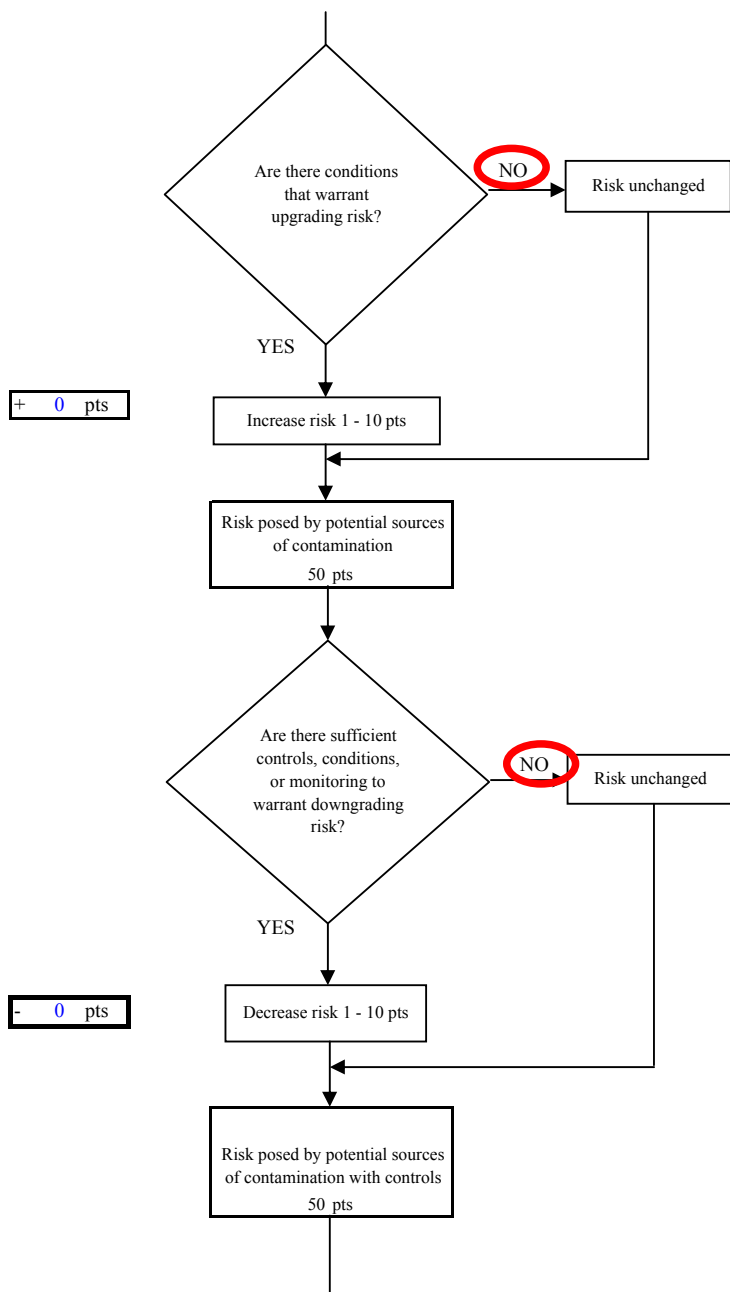 Are there conditions
that warrant
upgrading risk?
NO
Risk unchanged
YES
+ 0 pts
Increase risk 1 - 10 pts
Risk posed by potential sources
of contamination
50 pts
Are there sufficient
controls, conditions,
or monitoring to
warrant downgrading
risk?
NO
Risk unchanged
YES
- 0 pts
Decrease risk 1 - 10 pts
Risk posed by potential sources
of contamination with controls
50 pts